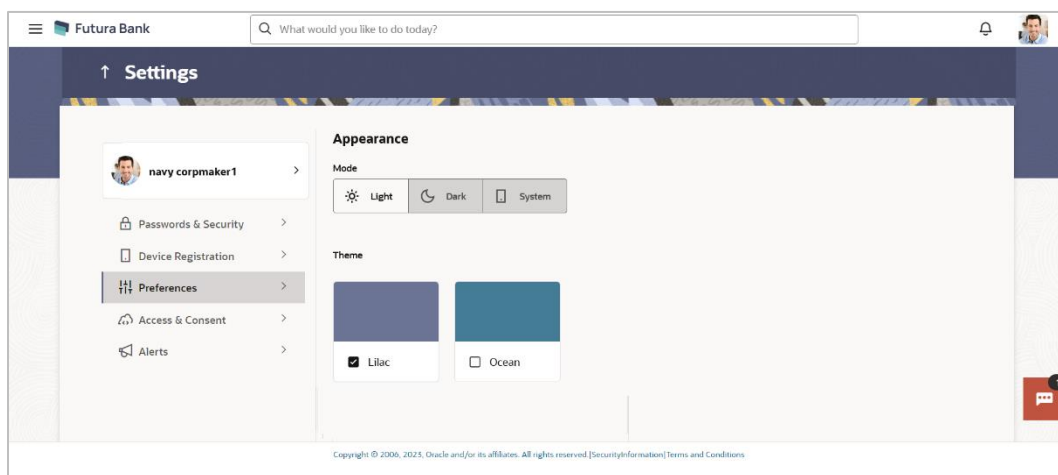 Futura Bank
What would you like to do today?
↑ Settings
navy corpmaker1
Passwords & Security
Device Registration
Preferences
Access & Consent
Alerts
Appearance
Mode
Light Dark System
Theme
Lilac Ocean
Copyright © 2006, 2023, Oracle and/or its affiliates. All rights reserved.|SecurityInformation|Terms and Conditions